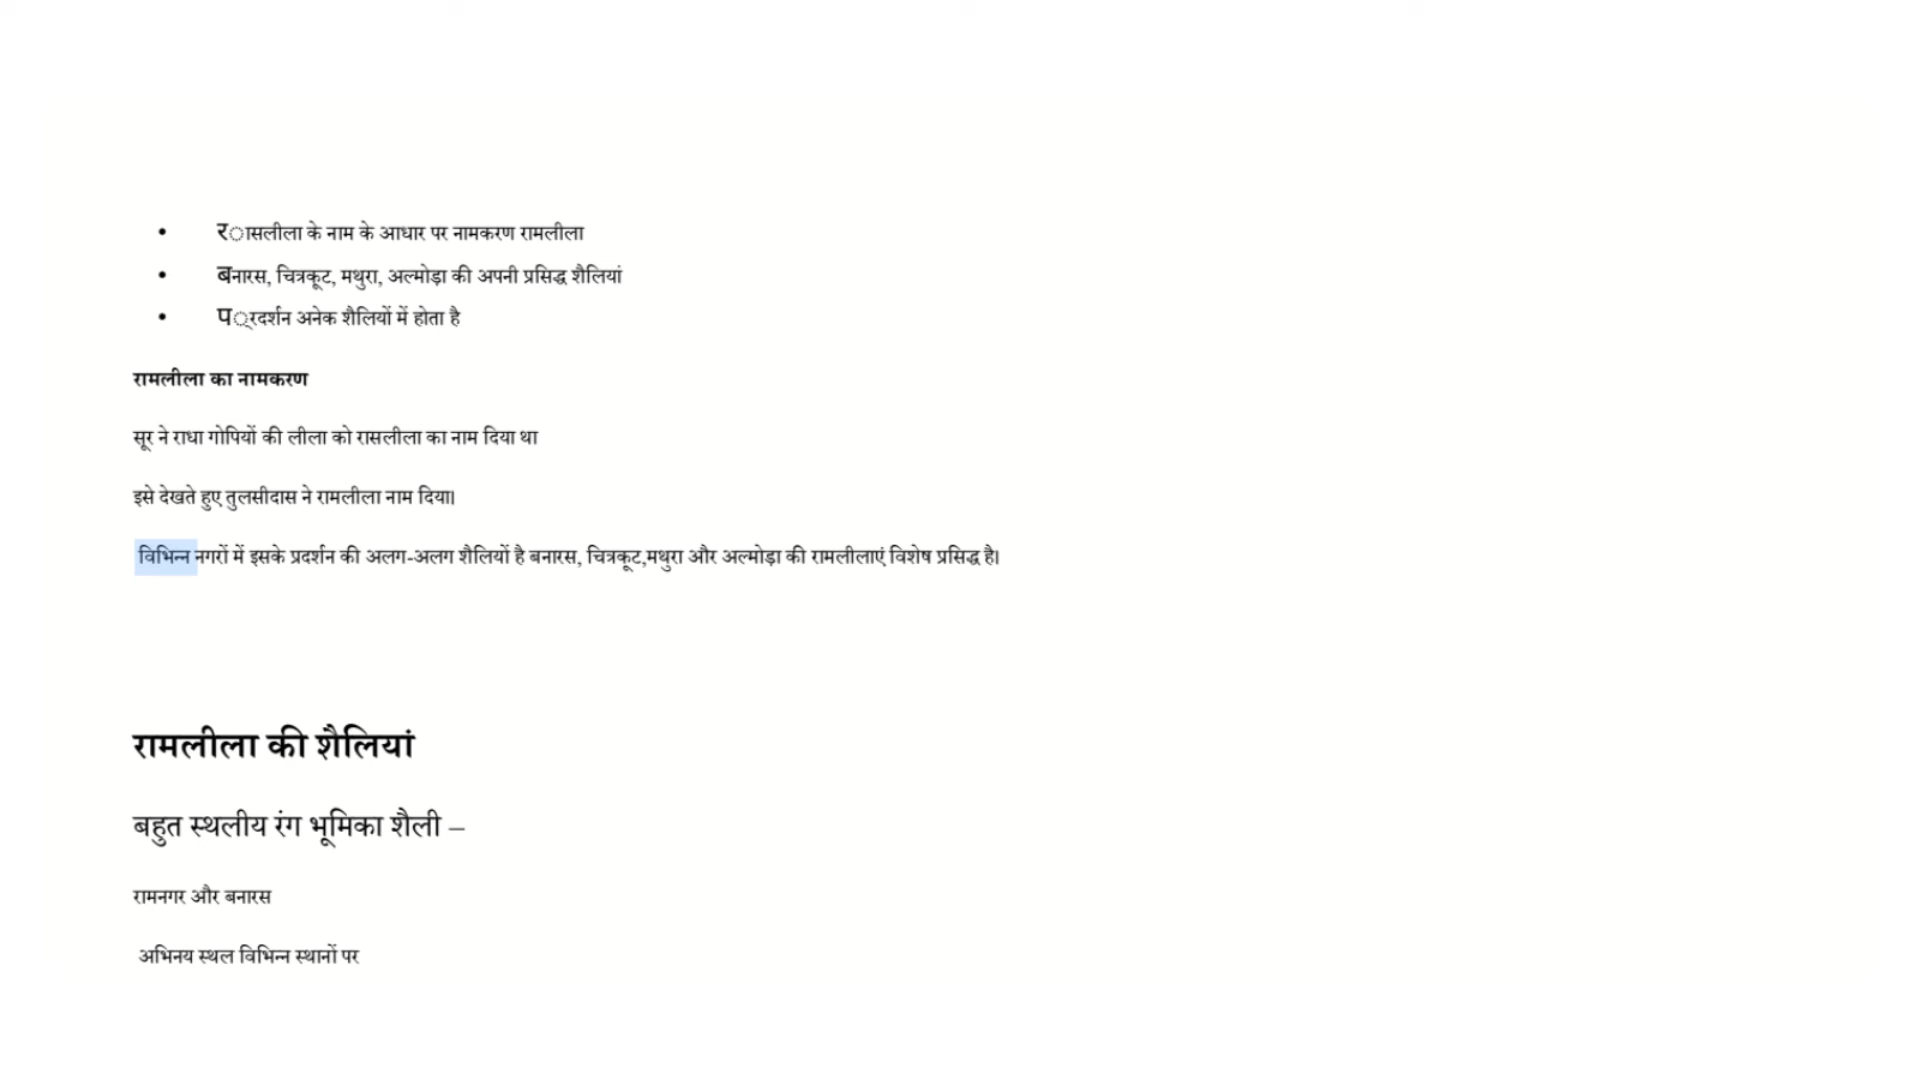 • रासलीला के नाम के आधार पर नामकरण रामलीला
• बनारस, चित्रकूट, मथुरा, अल्मोड़ा की अपनी प्रसिद्ध शैलियां
• प्रदर्शन अनेक शैलियों में होता है
रामलीला का नामकरण
सूर ने राधा गोपियों की लीला को रासलीला का नाम दिया था
इसे देखते हुए तुलसीदास ने रामलीला नाम दिया।
विभिन्न नगरों में इसके प्रदर्शन की अलग-अलग शैलियों है बनारस, चित्रकूट,मथुरा और अल्मोड़ा की रामलीलाएं विशेष प्रसिद्ध है।
रामलीला की शैलियां
बहुत स्थलीय रंग भूमिका शैली –
रामनगर और बनारस
अभिनय स्थल विभिन्न स्थानों पर